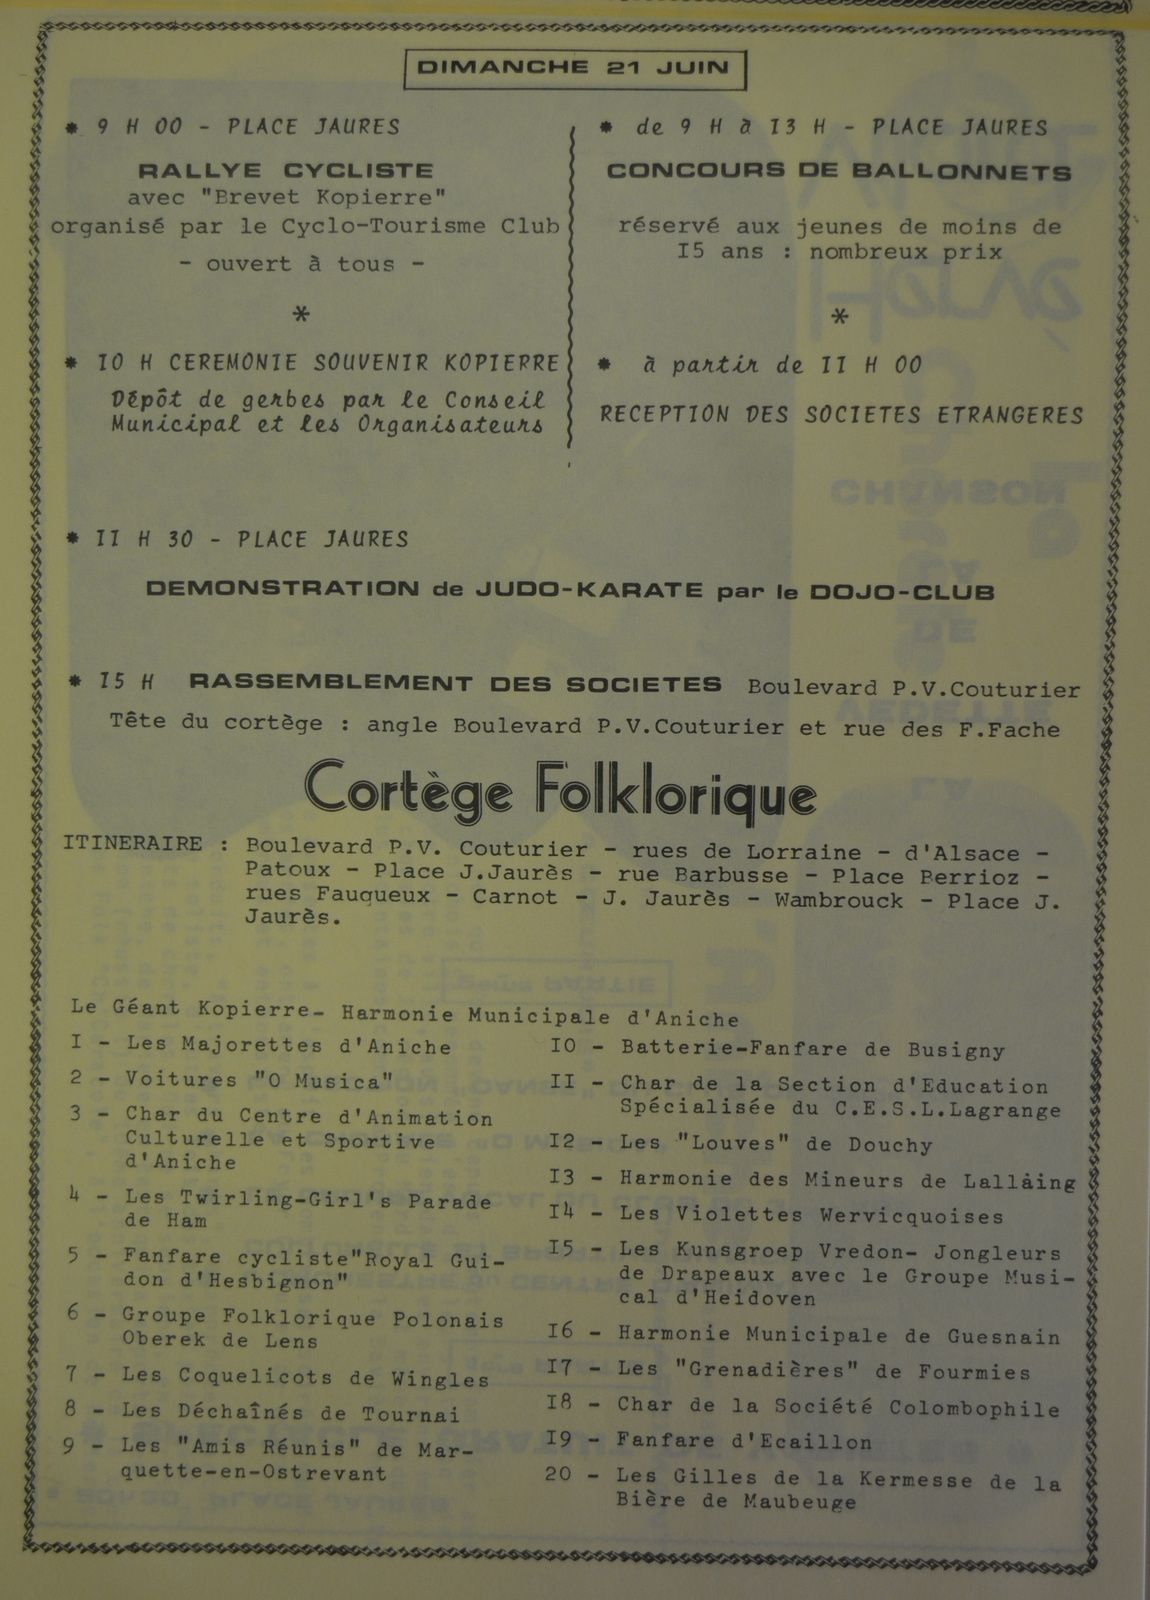 DIMANCHE 21 JUIN
* 9 H 00 - PLACE JAURES
RALLYE CYCLISTE
avec "Brevet Kopierre"
organisé par le Cyclo-Tourisme Club
- ouvert à tous -
*
* I0 H CEREMONIE SOUVENIR KOPIERRE
Dépôt de gerbes par le Conseil
Municipal et les Organisateurs
* de 9 H à I3 H - PLACE JAURES
CONCOURS DE BALLONNETS
réservé aux jeunes de moins de
I5 ans : nombreux prix
*
* à partir de II H 00
RECEPTION DES SOCIETES ETRANGERES
* II H 30 - PLACE JAURES
DEMONSTRATION de JUDO-KARATE par le DOJO-CLUB
* I5 H RASSEMBLEMENT DES SOCIETES Boulevard P.V.Couturier
Tête du cortège : angle Boulevard P.V.Couturier et rue des F.Fache
Cortège Folklorique
ITINERAIRE : Boulevard P.V. Couturier - rues de Lorraine - d'Alsace -
Patoux - Place J.Jaurès - rue Barbusse - Place Berrioz -
rues Fauqueux - Carnot - J. Jaurès - Wambrouck - Place J.
Jaurès.
Le Géant Kopierre- Harmonie Municipale d'Aniche
I - Les Majorettes d'Aniche
2 - Voitures "O Musica"
3 - Char du Centre d'Animation
Culturelle et Sportive
d'Aniche
4 - Les Twirling-Girl's Parade
de Ham
5 - Fanfare cycliste"Royal Gui-
don d'Hesbignon"
6 - Groupe Folklorique Polonais
Oberek de Lens
7 - Les Coquelicots de Wingles
8 - Les Déchaînés de Tournai
9 - Les "Amis Réunis" de Mar-
quette-en-Ostrevant
I0 - Batterie-Fanfare de Busigny
II - Char de la Section d'Education
Spécialisée du C.E.S.L.Lagrange
I2 - Les "Louves" de Douchy
I3 - Harmonie des Mineurs de Lallaing
I4 - Les Violettes Wervicquoises
I5 - Les Kunsgroep Vredon- Jongleurs
de Drapeaux avec le Groupe Musi-
cal d'Heidoven
I6 - Harmonie Municipale de Guesnain
I7 - Les "Grenadières" de Fourmies
I8 - Char de la Société Colombophile
I9 - Fanfare d'Ecaillon
20 - Les Gilles de la Kermesse de la
Bière de Maubeuge